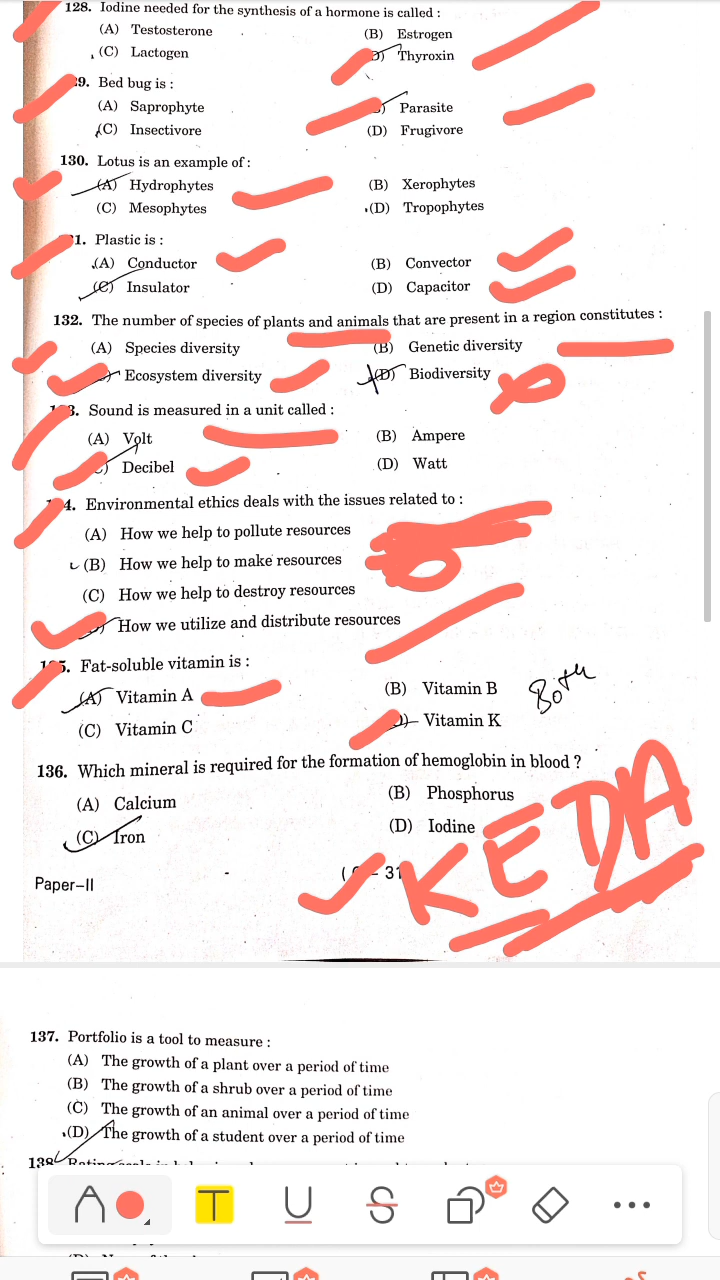 128. Iodine needed for the synthesis of a hormone is called :
(A) Testosterone (B) Estrogen
(C) Lactogen (D) Thyroxin
29. Bed bug is :
(A) Saprophyte Parasite
(C) Insectivore (D) Frugivore
130. Lotus is an example of :
(A) Hydrophytes (B) Xerophytes
(C) Mesophytes (D) Tropophytes
31. Plastic is :
(A) Conductor (B) Convector
(C) Insulator (D) Capacitor
132. The number of species of plants and animals that are present in a region constitutes :
(A) Species diversity (B) Genetic diversity
Ecosystem diversity (D) Biodiversity
3. Sound is measured in a unit called :
(A) Volt (B) Ampere
Decibel (D) Watt
4. Environmental ethics deals with the issues related to :
(A) How we help to pollute resources
(B) How we help to make resources
(C) How we help to destroy resources
How we utilize and distribute resources
135. Fat-soluble vitamin is :
(A) Vitamin A (B) Vitamin B Both
(C) Vitamin C Vitamin K
136. Which mineral is required for the formation of hemoglobin in blood ?
(A) Calcium (B) Phosphorus
(C) Iron (D) Iodine
KEDA
Paper–II 31
137. Portfolio is a tool to measure :
(A) The growth of a plant over a period of time
(B) The growth of a shrub over a period of time
(C) The growth of an animal over a period of time
(D) The growth of a student over a period of time
138
T U S